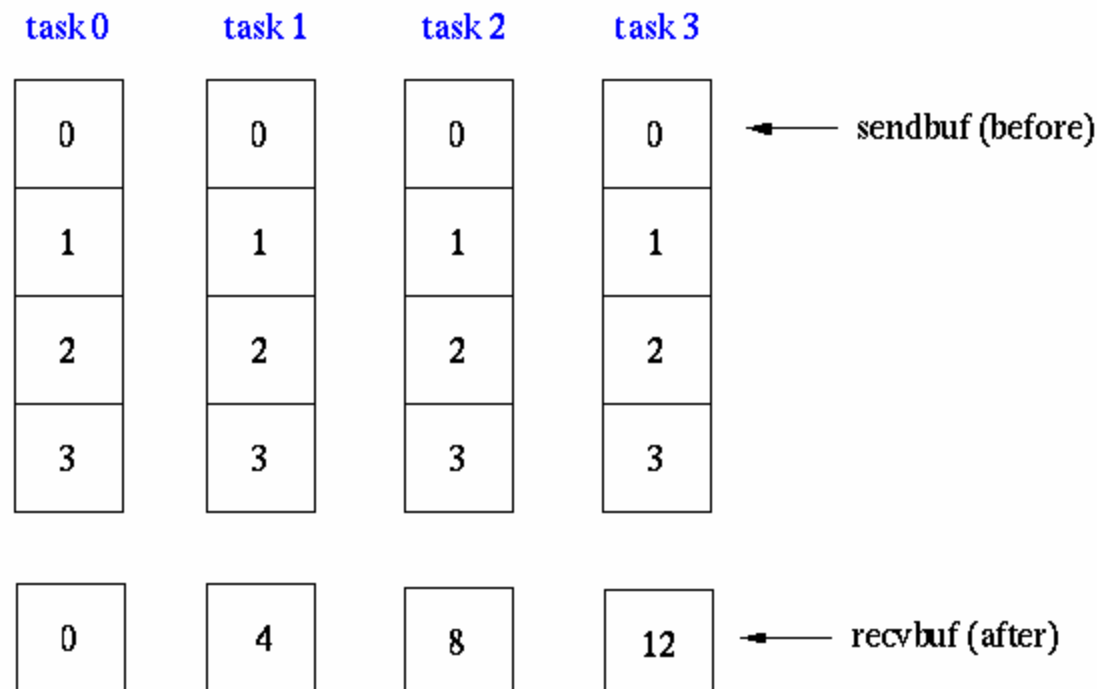 task 0 task 1 task 2 task 3
0 0 0 0 sendbuf (before)
1 1 1 1
2 2 2 2
3 3 3 3
0 4 8 12 recvbuf (after)